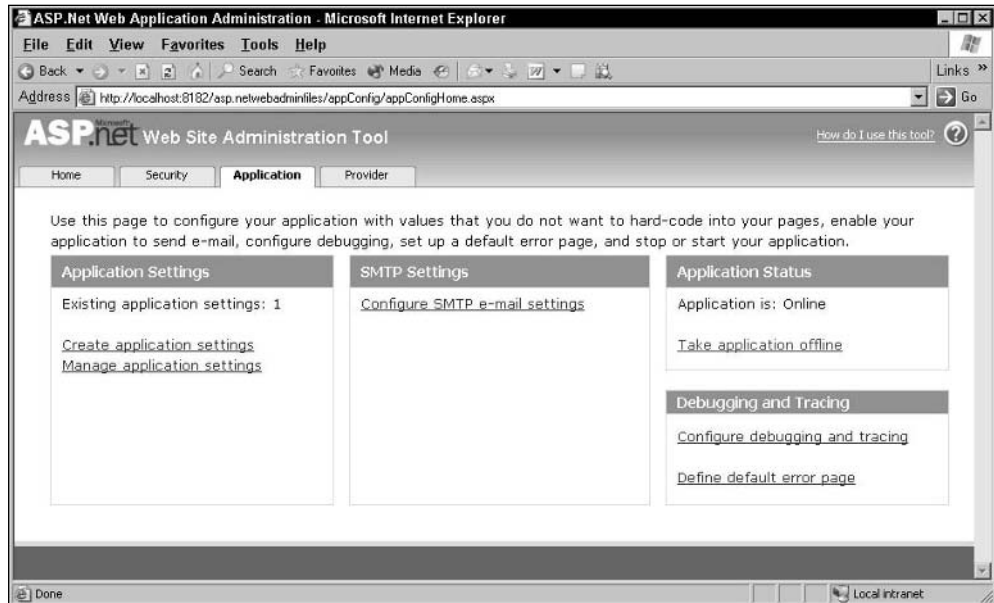 ASP.Net Web Application Administration - Microsoft Internet Explorer
File Edit View Favorites Tools Help
Back Search Favorites Media Links »
Address http://localhost:8182/asp.netwebadminfiles/appConfig/appConfigHome.aspx Go
Microsoft
ASP.net Web Site Administration Tool How do I use this tool? ?
Home Security Application Provider
Use this page to configure your application with values that you do not want to hard-code into your pages, enable your
application to send e-mail, configure debugging, set up a default error page, and stop or start your application.
Application Settings
Existing application settings: 1
Create application settings
Manage application settings
SMTP Settings
Configure SMTP e-mail settings
Application Status
Application is: Online
Take application offline
Debugging and Tracing
Configure debugging and tracing
Define default error page
Done Local intranet